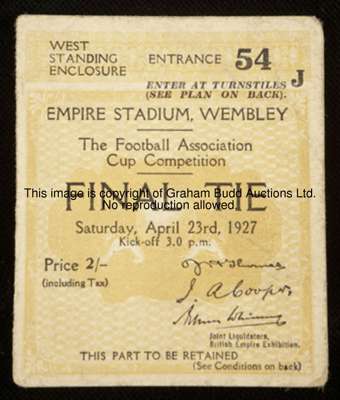 WEST
STANDING
ENCLOSURE
ENTRANCE 54
J
ENTER AT TURNSTILES
(SEE PLAN ON BACK).
EMPIRE STADIUM, WEMBLEY
The Football Association
Cup Competition
This image is copyright of Graham Budd Auctions Ltd.
FINAL TIE
No reproduction allowed.
Saturday, April 23rd, 1927
Kick-off 3.0 p.m.
Price 2/-
(including Tax)
J. A Cooper
Joint Liquidators,
British Empire Exhibition.
THIS PART TO BE RETAINED
(See Conditions on back)